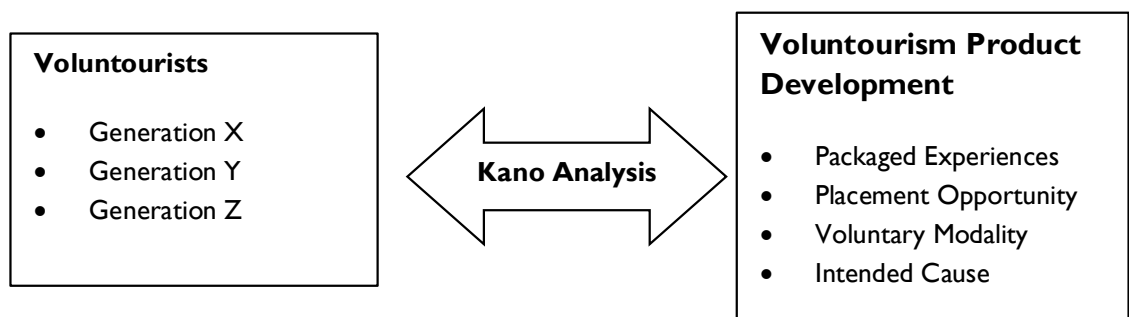 Voluntourists
• Generation X
• Generation Y
• Generation Z
Kano Analysis
Voluntourism Product
Development
• Packaged Experiences
• Placement Opportunity
• Voluntary Modality
• Intended Cause